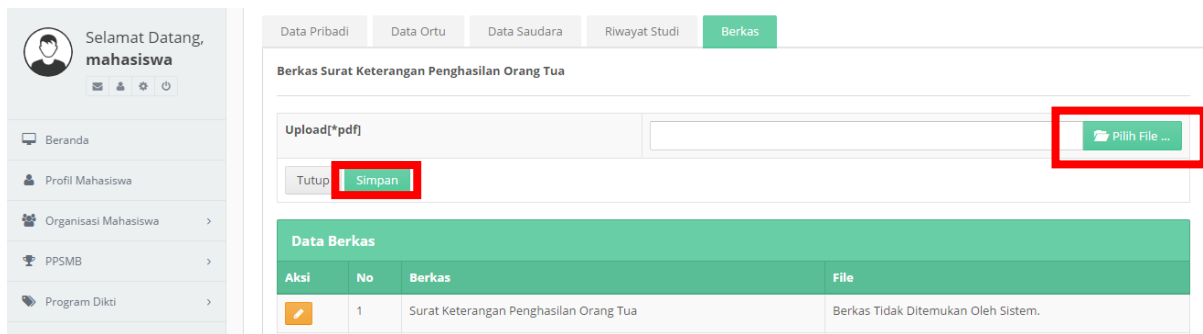 Selamat Datang,
mahasiswa
Beranda
Profil Mahasiswa
Organisasi Mahasiswa
PPSMB
Program Dikti
Data Pribadi Data Ortu Data Saudara Riwayat Studi Berkas
Berkas Surat Keterangan Penghasilan Orang Tua
Upload[*pdf] Pilih File ...
Tutup Simpan
Data Berkas
Aksi No Berkas File
1 Surat Keterangan Penghasilan Orang Tua Berkas Tidak Ditemukan Oleh Sistem.